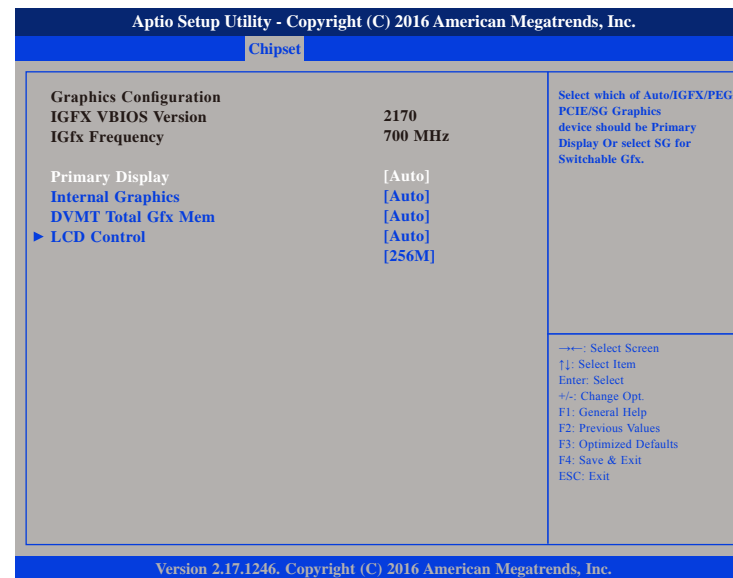 Aptio Setup Utility - Copyright (C) 2016 American Megatrends, Inc.
Chipset
Graphics Configuration
IGFX VBIOS Version 2170
IGfx Frequency 700 MHz
Primary Display [Auto]
Internal Graphics [Auto]
DVMT Total Gfx Mem [Auto]
► LCD Control [Auto]
[256M]
Select which of Auto/IGFX/PEG
PCIE/SG Graphics
device should be Primary
Display Or select SG for
Switchable Gfx.
→←: Select Screen
↑↓: Select Item
Enter: Select
+/-: Change Opt.
F1: General Help
F2: Previous Values
F3: Optimized Defaults
F4: Save & Exit
ESC: Exit
Version 2.17.1246. Copyright (C) 2016 American Megatrends, Inc.